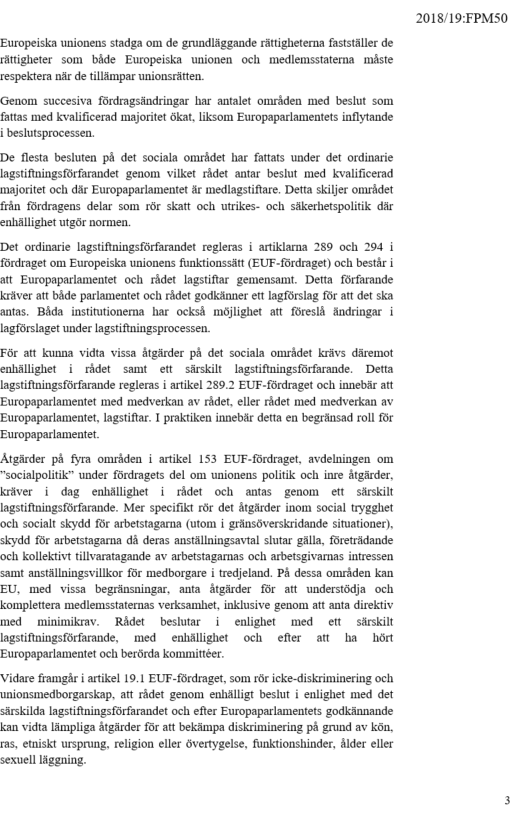 2018/19:FPM50
Europeiska unionens stadga om de grundläggande rättigheterna fastställer de
rättigheter som både Europeiska unionen och medlemsstaterna måste
respektera när de tillämpar unionsrätten.
Genom succesiva fördragsändringar har antalet områden med beslut som
fattas med kvalificerad majoritet ökat, liksom Europaparlamentets inflytande
i beslutsprocessen.
De flesta besluten på det sociala området har fattats under det ordinarie
lagstiftningsförfarandet genom vilket rådet antar beslut med kvalificerad
majoritet och där Europaparlamentet är medlagstiftare. Detta skiljer området
från fördragens delar som rör skatt och utrikes- och säkerhetspolitik där
enhällighet utgör normen.
Det ordinarie lagstiftningsförfarandet regleras i artiklarna 289 och 294 i
fördraget om Europeiska unionens funktionssätt (EUF-fördraget) och består i
att Europaparlamentet och rådet lagstiftar gemensamt. Detta förfarande
kräver att både parlamentet och rådet godkänner ett lagförslag för att det ska
antas. Båda institutionerna har också möjlighet att föreslå ändringar i
lagförslaget under lagstiftningsprocessen.
För att kunna vidta vissa åtgärder på det sociala området krävs däremot
enhällighet i rådet samt ett särskilt lagstiftningsförfarande. Detta
lagstiftningsförfarande regleras i artikel 289.2 EUF-fördraget och innebär att
Europaparlamentet med medverkan av rådet, eller rådet med medverkan av
Europaparlamentet, lagstiftar. I praktiken innebär detta en begränsad roll för
Europaparlamentet.
Åtgärder på fyra områden i artikel 153 EUF-fördraget, avdelningen om
”socialpolitik” under fördragets del om unionens politik och inre åtgärder,
kräver i dag enhällighet i rådet och antas genom ett särskilt
lagstiftningsförfarande. Mer specifikt rör det åtgärder inom social trygghet
och socialt skydd för arbetstagarna (utom i gränsöverskridande situationer),
skydd för arbetstagarna då deras anställningsavtal slutar gälla, företrädande
och kollektivt tillvaratagande av arbetstagarnas och arbetsgivarnas intressen
samt anställningsvillkor för medborgare i tredjeland. På dessa områden kan
EU, med vissa begränsningar, anta åtgärder för att understödja och
komplettera medlemsstaternas verksamhet, inklusive genom att anta direktiv
med minimikrav. Rådet beslutar i enlighet med ett särskilt
lagstiftningsförfarande, med enhällighet och efter att ha hört
Europaparlamentet och berörda kommittéer.
Vidare framgår i artikel 19.1 EUF-fördraget, som rör icke-diskriminering och
unionsmedborgarskap, att rådet genom enhälligt beslut i enlighet med det
särskilda lagstiftningsförfarandet och efter Europaparlamentets godkännande
kan vidta lämpliga åtgärder för att bekämpa diskriminering på grund av kön,
ras, etniskt ursprung, religion eller övertygelse, funktionshinder, ålder eller
sexuell läggning.
3